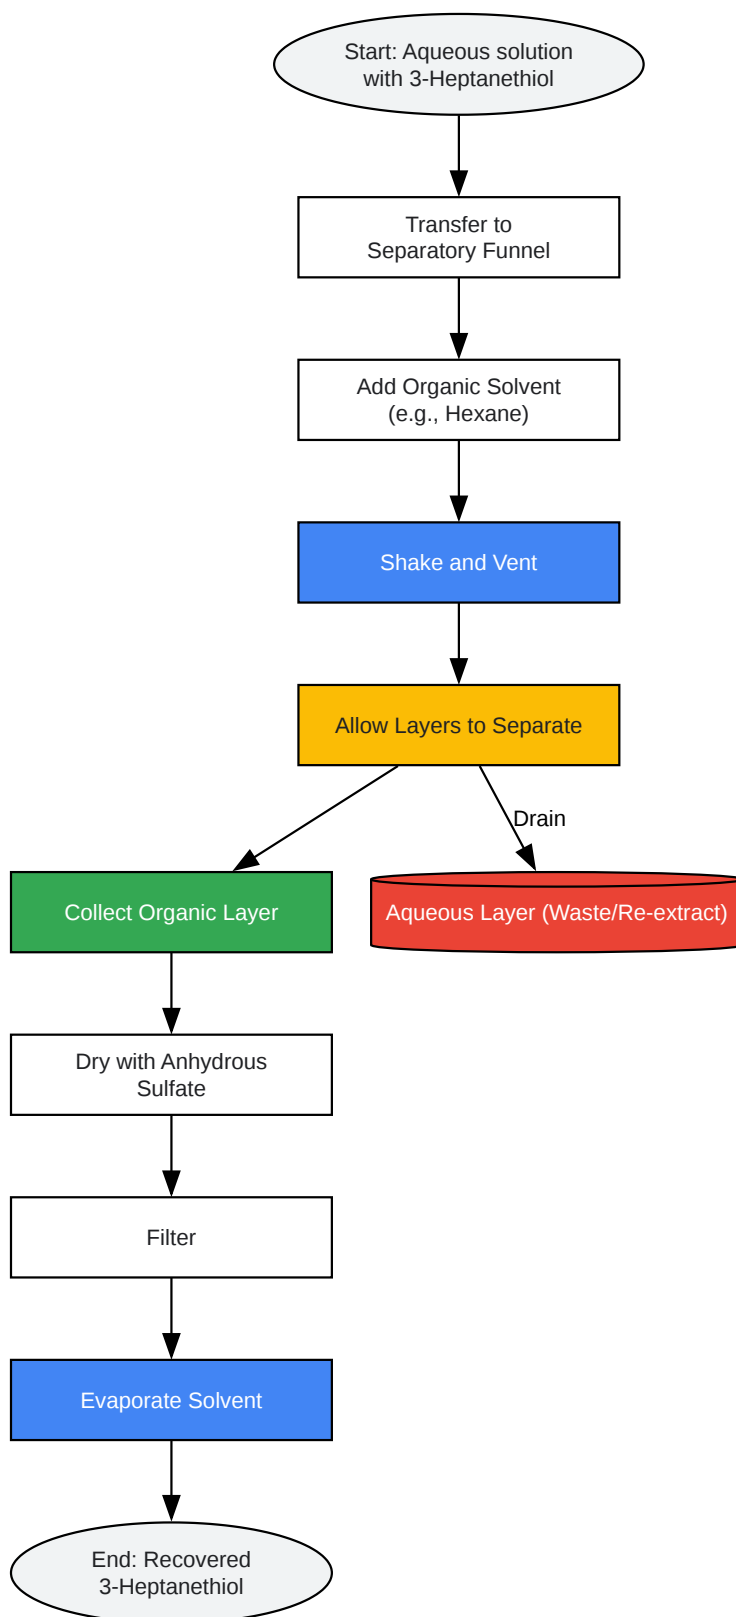 Start: Aqueous solution
with 3-Heptanethiol
Transfer to
Separatory Funnel
Add Organic Solvent
(e.g., Hexane)
Shake and Vent
Allow Layers to Separate
Drain
Collect Organic Layer
Aqueous Layer (Waste/Re-extract)
Dry with Anhydrous
Sulfate
Filter
Evaporate Solvent
End: Recovered
3-Heptanethiol